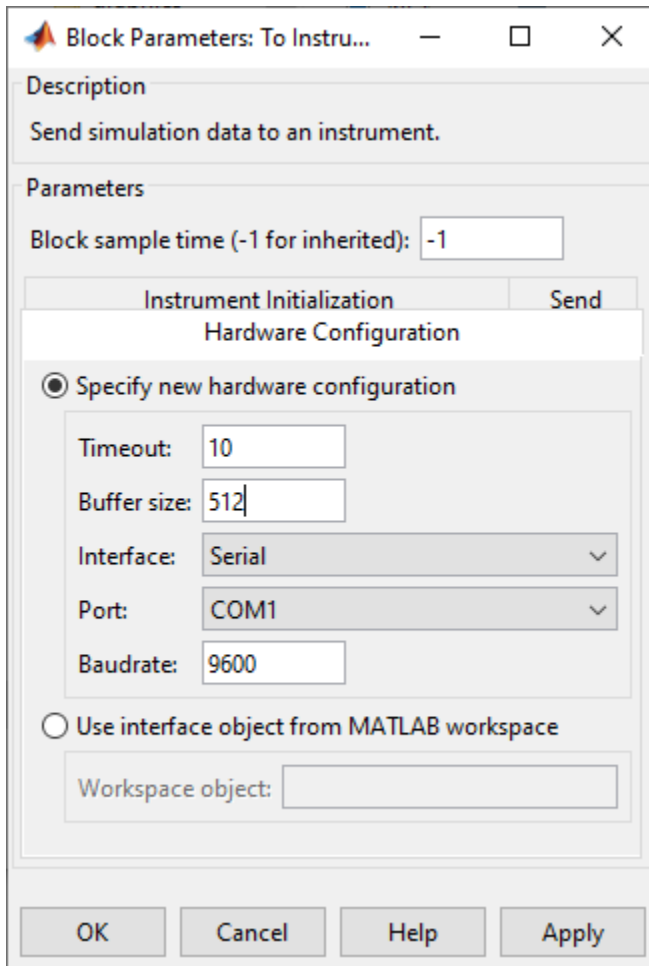 Block Parameters: To Instru...
Description
Send simulation data to an instrument.
Parameters
Block sample time (-1 for inherited): -1
Instrument Initialization Send
Hardware Configuration
Specify new hardware configuration
Timeout: 10
Buffer size: 512
Interface: Serial
Port: COM1
Baudrate: 9600
Use interface object from MATLAB workspace
Workspace object:
OK Cancel Help Apply